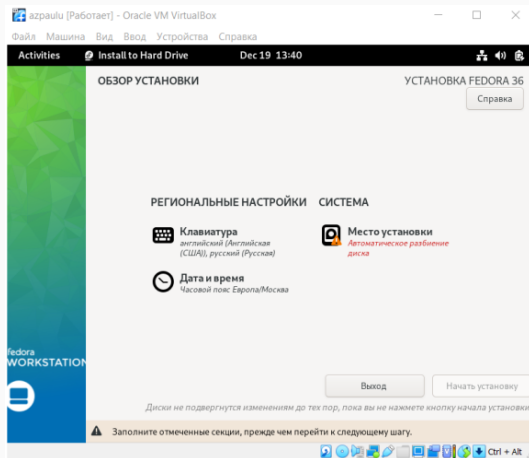 azpaulu [Работает] - Oracle VM VirtualBox
Файл Машина Вид Ввод Устройства Справка
Activities Install to Hard Drive Dec 19 13:40
ОБЗОР УСТАНОВКИ
УСТАНОВКА FEDORA 36
Справка
РЕГИОНАЛЬНЫЕ НАСТРОЙКИ
Клавиатура
английский (Английская
(США)), русский (Русская)
Дата и время
Часовой пояс Европа/Москва
СИСТЕМА
Место установки
Автоматическое разбиение
диска
fedora
WORKSTATION
Выход
Начать установку
Диски не подвергнутся изменениям до тех пор, пока вы не нажмете кнопку начала установки
Заполните отмеченные секции, прежде чем перейти к следующему шагу.
Ctrl + Alt